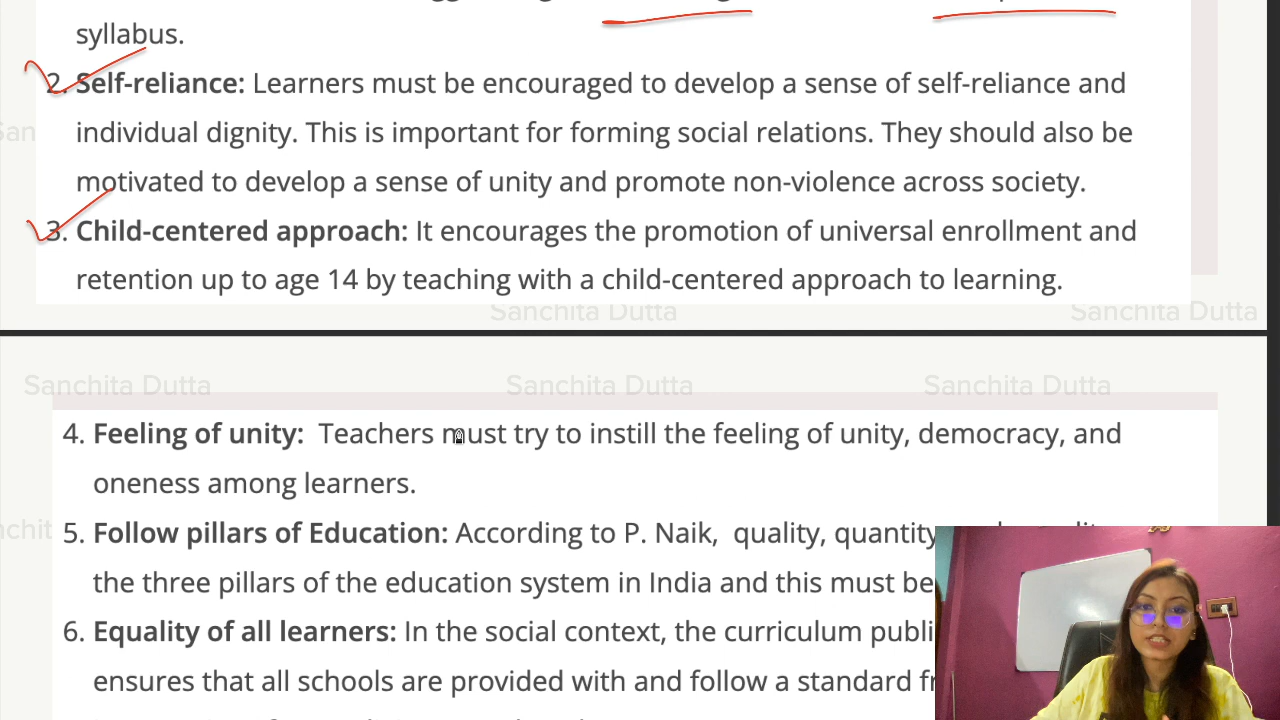 syllabus.
2. Self-reliance: Learners must be encouraged to develop a sense of self-reliance and
individual dignity. This is important for forming social relations. They should also be
motivated to develop a sense of unity and promote non-violence across society.
3. Child-centered approach: It encourages the promotion of universal enrollment and
retention up to age 14 by teaching with a child-centered approach to learning.
Sanchita Dutta Sanchita Dutta
Sanchita Dutta Sanchita Dutta Sanchita Dutta
4. Feeling of unity: Teachers must try to instill the feeling of unity, democracy, and
oneness among learners.
5. Follow pillars of Education: According to P. Naik, quality, quantity
the three pillars of the education system in India and this must be
6. Equality of all learners: In the social context, the curriculum publi
ensures that all schools are provided with and follow a standard